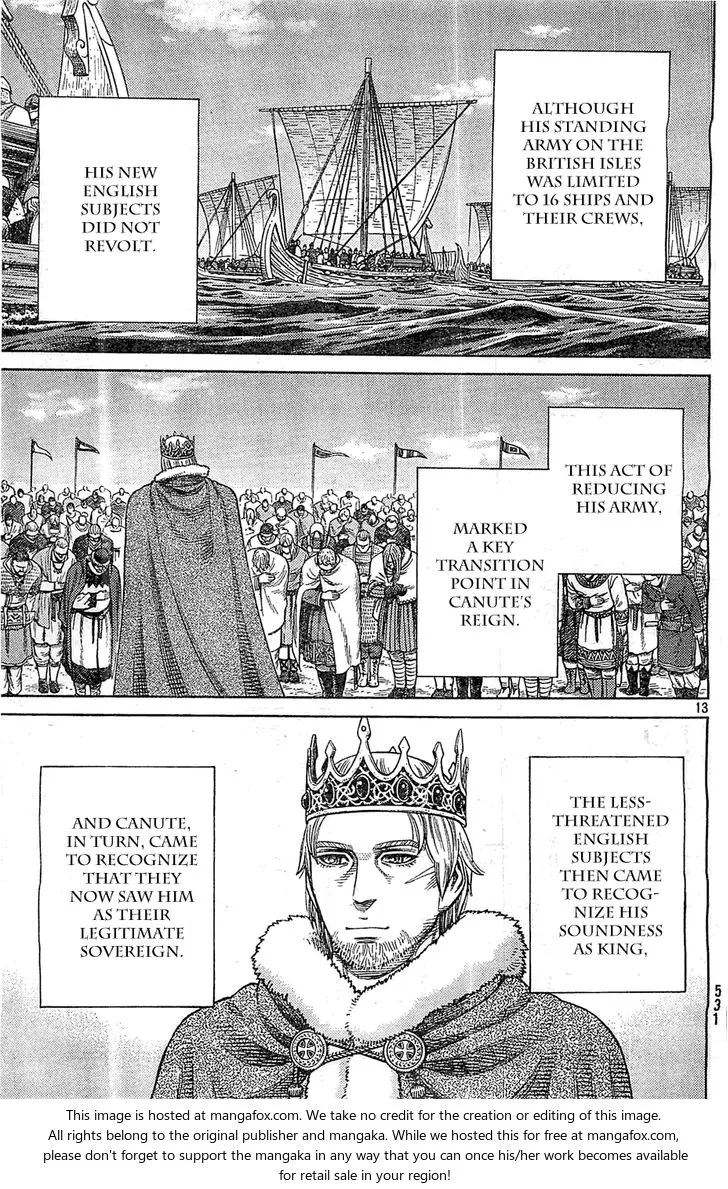 ALTHOUGH
HIS STANDING
ARMY ON THE
BRITISH ISLES
WAS LIMITED
TO 16 SHIPS AND
THEIR CREWS,
HIS NEW
ENGLISH
SUBJECTS
DID NOT
REVOLT.
THIS ACT OF
REDUCING
HIS ARMY,
MARKED
A KEY
TRANSITION
POINT IN
CANUTE'S
REIGN.
13
THE LESS-
THREATENED
ENGLISH
SUBJECTS
THEN CAME
TO RECOG-
NIZE HIS
SOUNDNESS
AS KING,
AND CANUTE,
IN TURN, CAME
TO RECOGNIZE
THAT THEY
NOW SAW HIM
AS THEIR
LEGITIMATE
SOVEREIGN.
531
This image is hosted at mangafox.com. We take no credit for the creation or editing of this image.
All rights belong to the original publisher and mangaka. While we hosted this for free at mangafox.com,
please don't forget to support the mangaka in any way that you can once his/her work becomes available
for retail sale in your region!